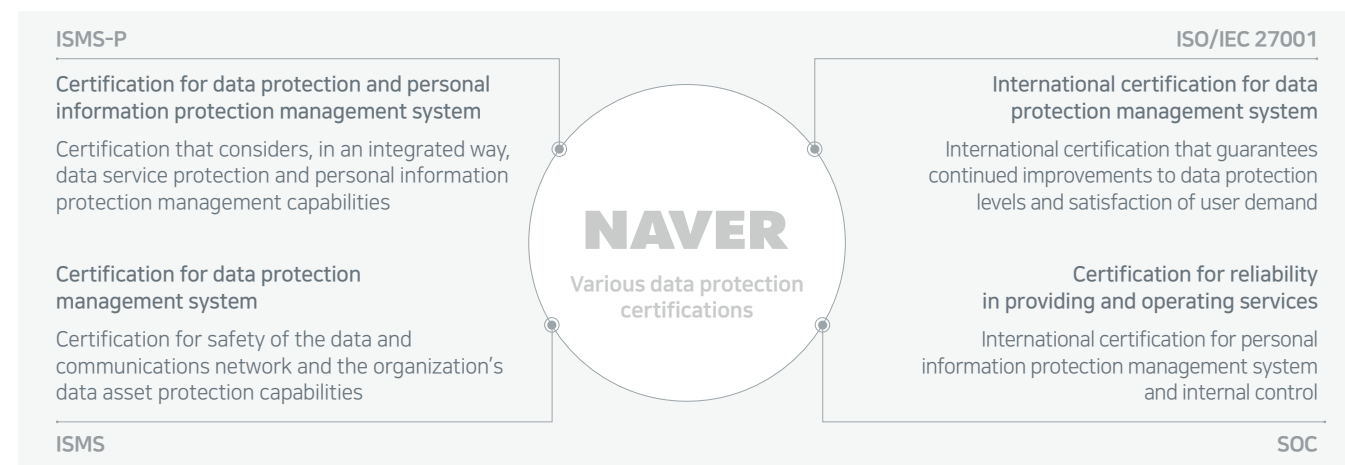 ISMS-P
Certification for data protection and personal
information protection management system
Certification that considers, in an integrated way,
data service protection and personal information
protection management capabilities
ISO/IEC 27001
International certification for data
protection management system
International certification that guarantees
continued improvements to data protection
levels and satisfaction of user demand
NAVER
Various data protection
certifications
Certification for data protection
management system
Certification for safety of the data and
communications network and the organization’s
data asset protection capabilities
ISMS
Certification for reliability
in providing and operating services
International certification for personal
information protection management system
and internal control
SOC